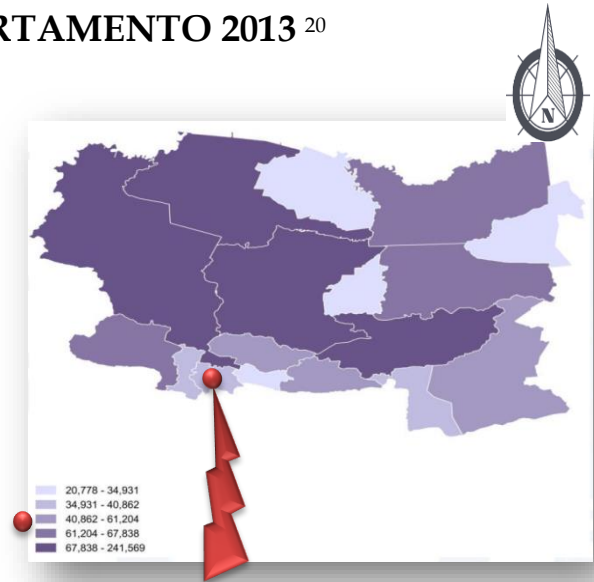 RTAMENTO 2013 20
N
20,778 - 34,931
34,931 - 40,862
40,862 - 61,204
61,204 - 67,838
67,838 - 241,569